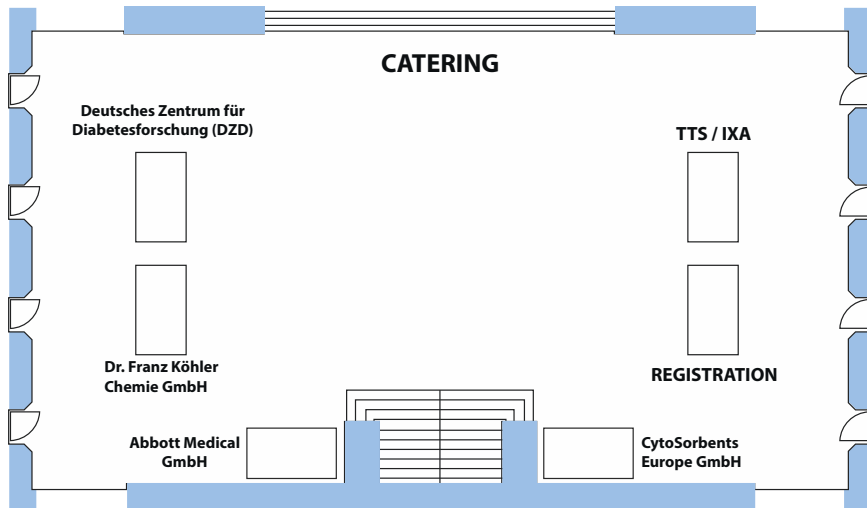 CATERING
Deutsches Zentrum für
Diabetesforschung (DZD)
TTS / IXA
Dr. Franz Köhler
Chemie GmbH
REGISTRATION
Abbott Medical
GmbH
CytoSorbents
Europe GmbH